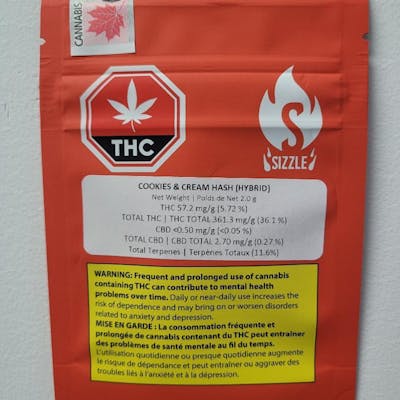 CANNABIS
THC
SIZZLE
COOKIES & CREAM HASH (HYBRID)
Net Weight | Poids de Net 2.0 g
THC 57.2 mg/g (5.72 %)
TOTAL THC | THC TOTAL 361.3 mg/g (36.1%)
CBD <0.50 mg/g (<0.05 %)
TOTAL CBD | CBD TOTAL 2.70 mg/g (0.27%)
Total Terpenes | Terpènes Totaux (11.6%)
WARNING: Frequent and prolonged use of cannabis
containing THC can contribute to mental health
problems over time. Daily or near-daily use increases the
risk of dependence and may bring on or worsen disorders
related to anxiety and depression.
MISE EN GARDE : La consommation fréquente et
prolongée de cannabis contenant du THC peut entraîner
des problèmes de santé mentale au fil du temps.
L'utilisation quotidienne ou presque quotidienne augmente
le risque de dépendance et peut entraîner ou aggraver des
troubles liés à l'anxiété et à la dépression.